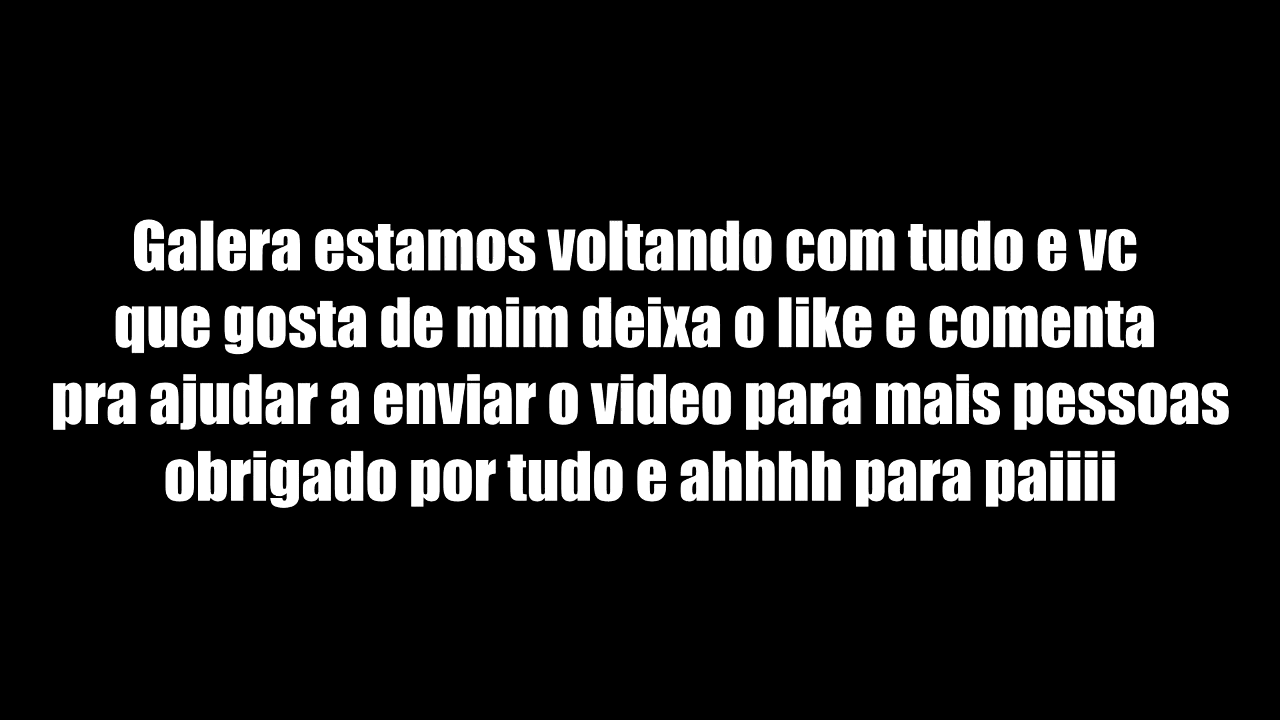 Galera estamos voltando com tudo e vc
que gosta de mim deixa o like e comenta
pra ajudar a enviar o video para mais pessoas
obrigado por tudo e ahhhh para paiiii